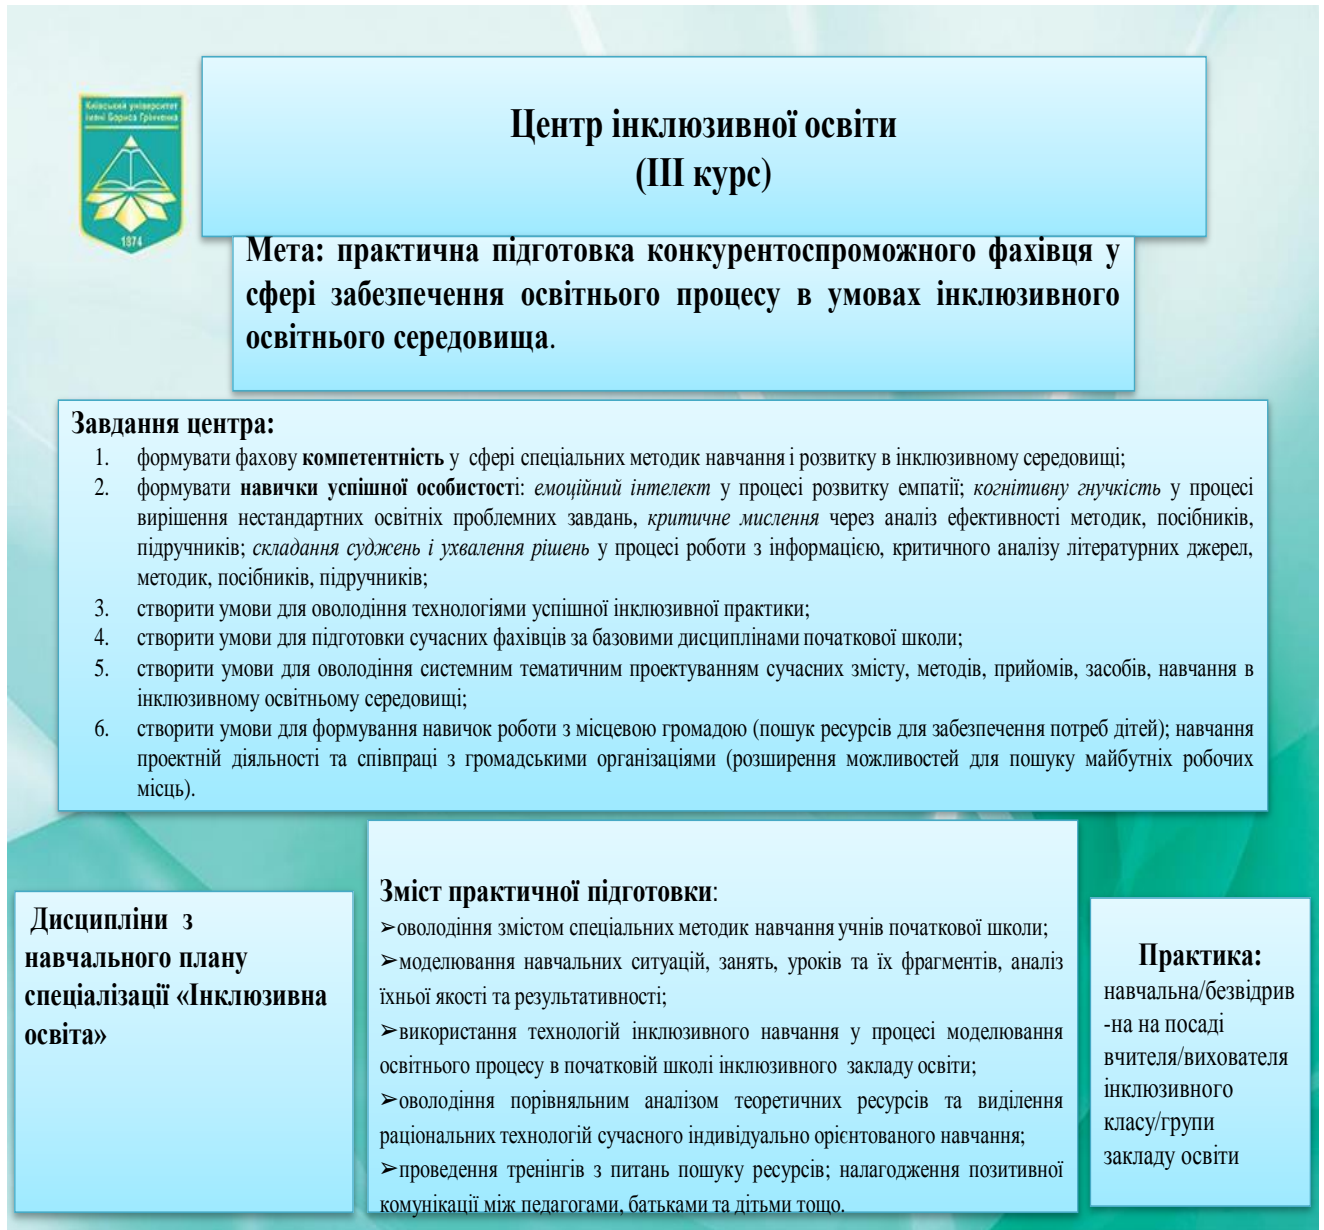 Київський університет
імені Бориса Грінченка
1874
Центр інклюзивної освіти
(ІІІ курс)
Мета: практична підготовка конкурентоспроможного фахівця у
сфері забезпечення освітнього процесу в умовах інклюзивного
освітнього середовища.
Завдання центра:
1. формувати фахову компетентність у сфері спеціальних методик навчання і розвитку в інклюзивному середовищі;
2. формувати навички успішної особистості: емоційний інтелект у процесі розвитку емпатії; когнітивну гнучкість у процесі
вирішення нестандартних освітніх проблемних завдань, критичне мислення через аналіз ефективності методик, посібників,
підручників; складання суджень і ухвалення рішень у процесі роботи з інформацією, критичного аналізу літературних джерел,
методик, посібників, підручників;
3. створити умови для оволодіння технологіями успішної інклюзивної практики;
4. створити умови для підготовки сучасних фахівців за базовими дисциплінами початкової школи;
5. створити умови для оволодіння системним тематичним проектуванням сучасних змісту, методів, прийомів, засобів, навчання в
інклюзивному освітньому середовищі;
6. створити умови для формування навичок роботи з місцевою громадою (пошук ресурсів для забезпечення потреб дітей); навчання
проектній діяльності та співпраці з громадськими організаціями (розширення можливостей для пошуку майбутніх робочих
місць).
Дисципліни з
навчального плану
спеціалізації «Інклюзивна
освіта»
Зміст практичної підготовки:
➢оволодіння змістом спеціальних методик навчання учнів початкової школи;
➢моделювання навчальних ситуацій, занять, уроків та їх фрагментів, аналіз
їхньої якості та результативності;
➢використання технологій інклюзивного навчання у процесі моделювання
освітнього процесу в початковій школі інклюзивного закладу освіти;
➢оволодіння порівняльним аналізом теоретичних ресурсів та виділення
раціональних технологій сучасного індивідуально орієнтованого навчання;
➢проведення тренінгів з питань пошуку ресурсів; налагодження позитивної
комунікації між педагогами, батьками та дітьми тощо.
Практика:
навчальна/безвідрив
-на на посаді
вчителя/вихователя
інклюзивного
класу/групи
закладу освіти